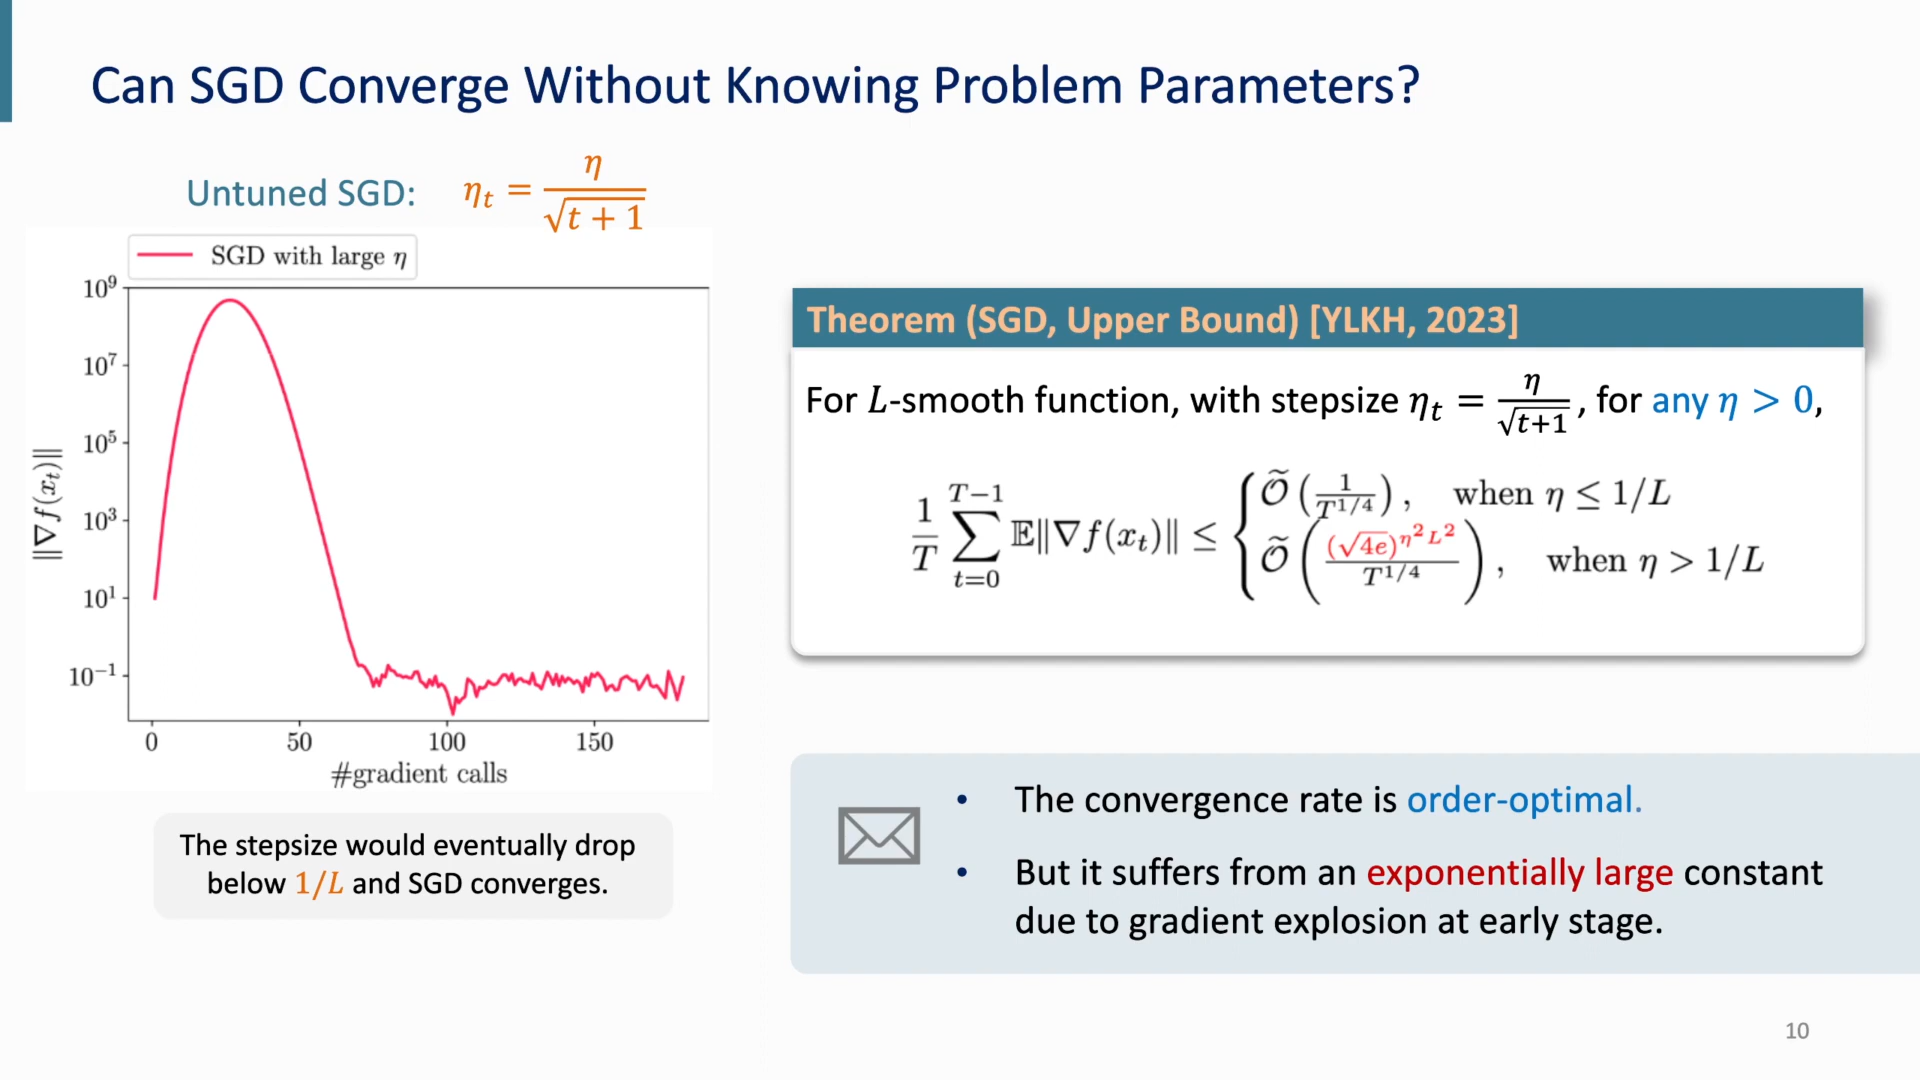 Can SGD Converge Without Knowing Problem Parameters?
Untuned SGD: η_t = η / √(t + 1)
SGD with large η
10^9
10^7
10^5
10^3
10^1
10^−1
‖∇f(x_t)‖
0 50 100 150
#gradient calls
The stepsize would eventually drop
below 1/L and SGD converges.
Theorem (SGD, Upper Bound) [YLKH, 2023]
For L-smooth function, with stepsize η_t = η / √(t+1), for any η > 0,
1/T ∑_{t=0}^{T−1} 𝔼‖∇f(x_t)‖ ≤ { Õ(1/T^{1/4}), when η ≤ 1/L
Õ((√4e)^{η²L²} / T^{1/4}), when η > 1/L
• The convergence rate is order-optimal.
• But it suffers from an exponentially large constant
due to gradient explosion at early stage.
10